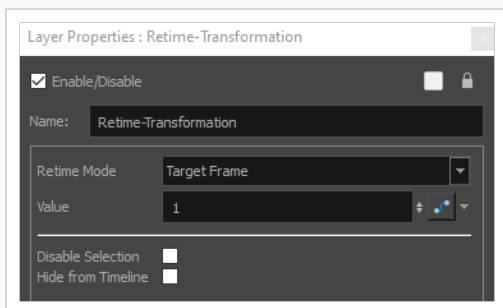 Layer Properties : Retime-Transformation
x
Enable/Disable
Name: Retime-Transformation
Retime Mode Target Frame
Value 1
Disable Selection
Hide from Timeline